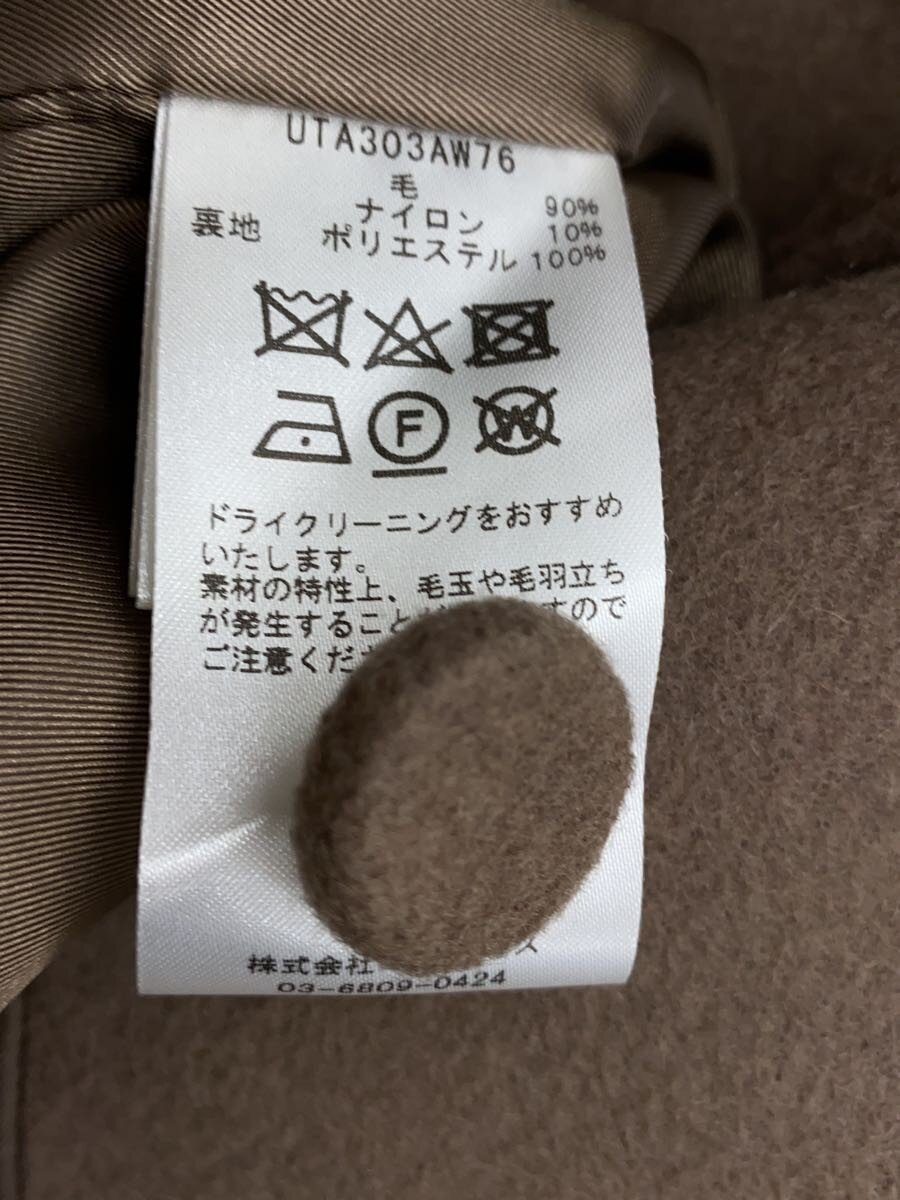 UTA303AW76
毛 90%
ナイロン 10%
裏地 ポリエステル 100%
F
W
ドライクリーニングをおすすめ
いたします。
素材の特性上、毛玉や毛羽立ち
が発生すること すので
ご注意くだ
株式会社 ス
03-6809-0424